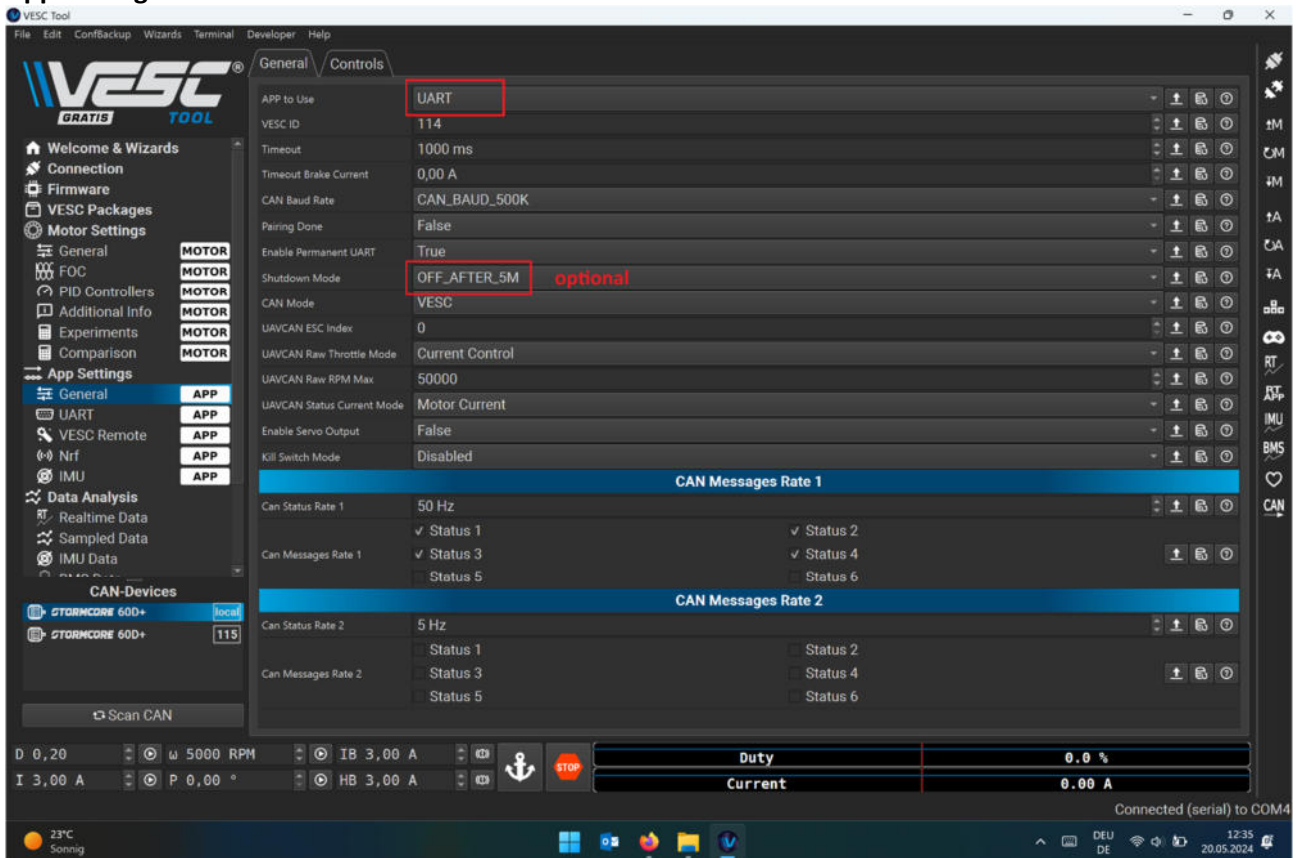 VESC Tool
File Edit ConfBackup Wizards Terminal Developer Help
VESC®
GRATIS TOOL
General Controls
APP to Use UART
VESC ID 114
Timeout 1000 ms
Timeout Brake Current 0,00 A
CAN Baud Rate CAN_BAUD_500K
Pairing Done False
Enable Permanent UART True
Shutdown Mode OFF_AFTER_5M optional
CAN Mode VESC
UAVCAN ESC Index 0
UAVCAN Raw Throttle Mode Current Control
UAVCAN Raw RPM Max 50000
UAVCAN Status Current Mode Motor Current
Enable Servo Output False
Kill Switch Mode Disabled
CAN Messages Rate 1
Can Status Rate 1 50 Hz
Status 1 Status 2
Can Messages Rate 1 Status 3 Status 4
Status 5 Status 6
CAN Messages Rate 2
Can Status Rate 2 5 Hz
Status 1 Status 2
Can Messages Rate 2 Status 3 Status 4
Status 5 Status 6
Welcome & Wizards
Connection
Firmware
VESC Packages
Motor Settings
General MOTOR
FOC MOTOR
PID Controllers MOTOR
Additional Info MOTOR
Experiments MOTOR
Comparison MOTOR
App Settings
General APP
UART APP
VESC Remote APP
Nrf APP
IMU APP
Data Analysis
RT Realtime Data
Sampled Data
IMU Data
CAN-Devices
STORMCORE 60D+ local
STORMCORE 60D+ 115
Scan CAN
M
M
M
A
A
A
RT
RT APP
IMU
BMS
CAN
D 0,20 ω 5000 RPM IB 3,00 A
I 3,00 A P 0,00 ° HB 3,00 A
STOP
Duty 0.0 %
Current 0.00 A
Connected (serial) to COM4
23°C
Sonnig
DEU
DE
12:35
20.05.2024